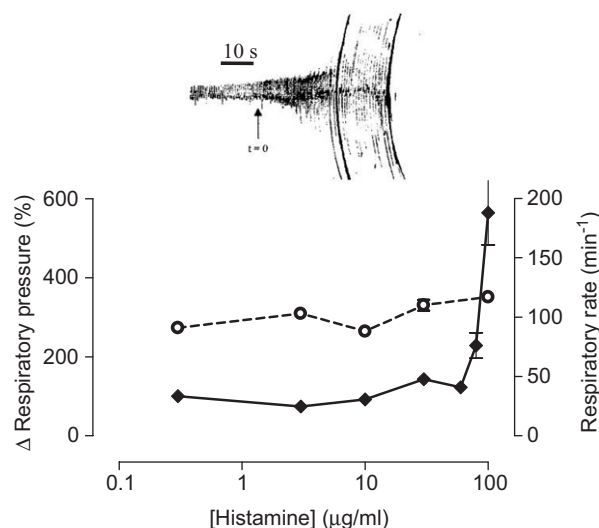 10 s
t=0
600
400
200
0
Δ Respiratory pressure (%)
200
150
100
50
0
Respiratory rate (min⁻¹)
0.1 1 10 100
[Histamine] (μg/ml)